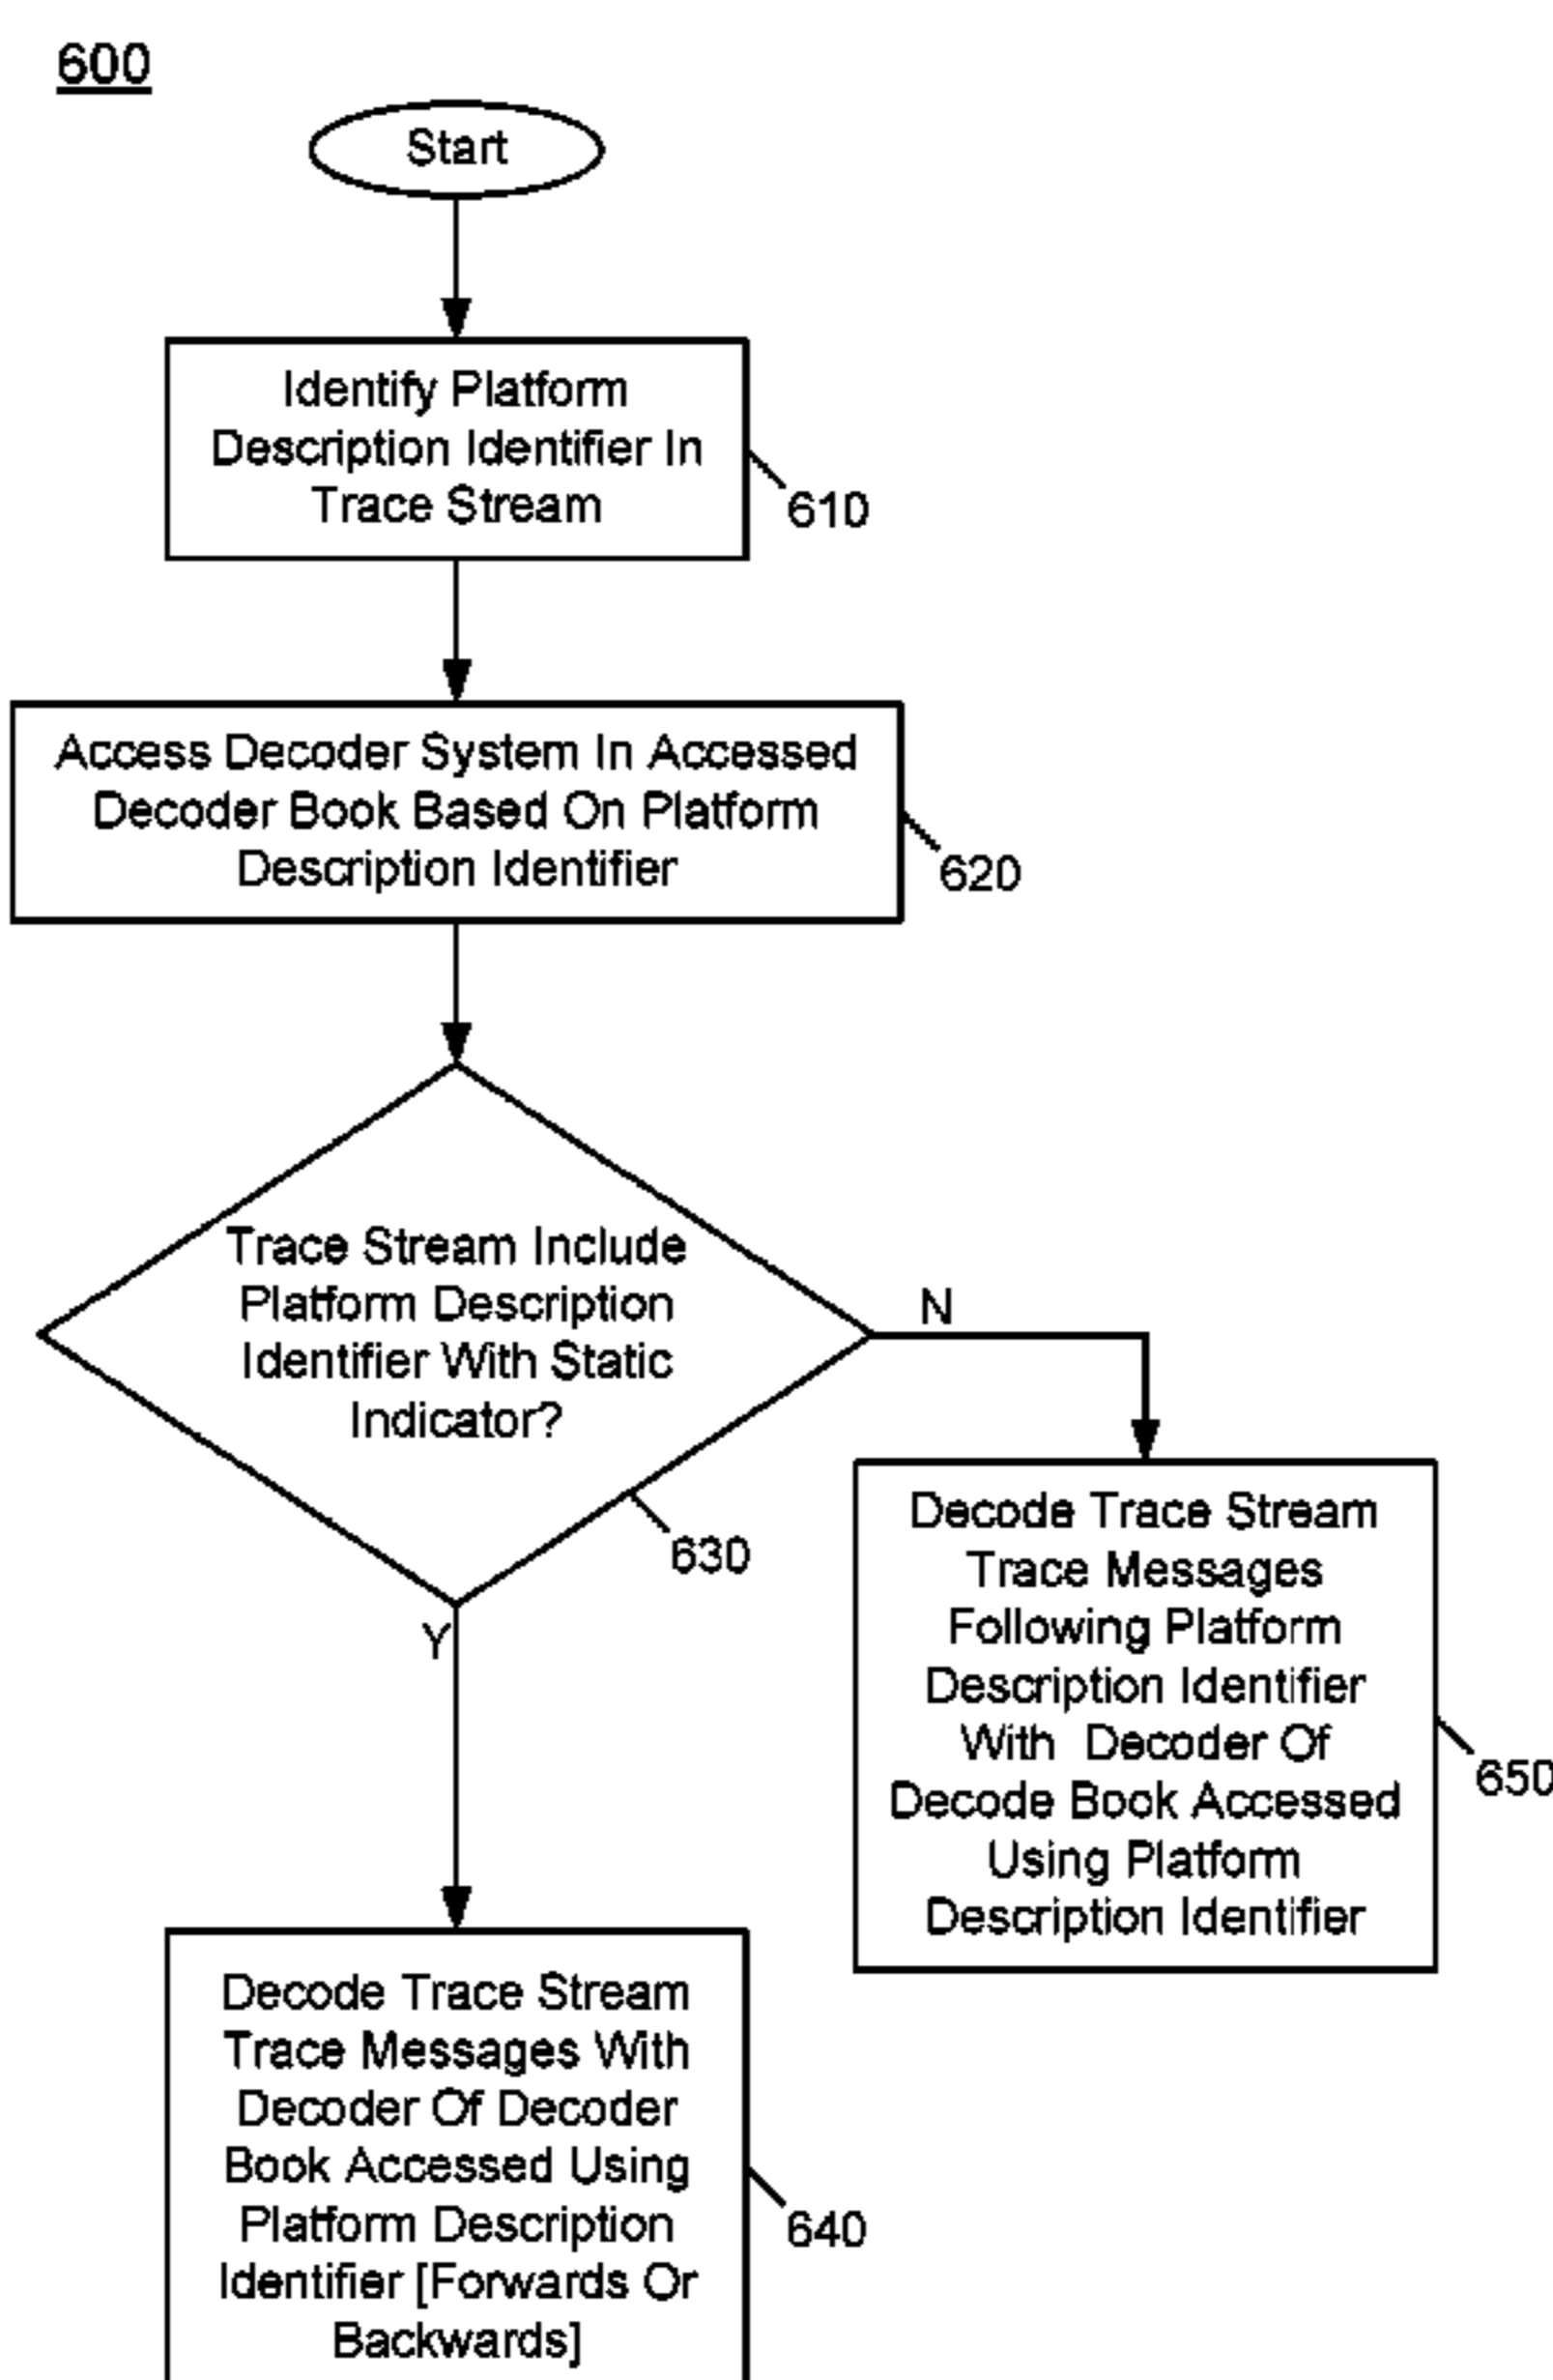 600
Start
Identify Platform
Description Identifier In
Trace Stream
610
Access Decoder System In Accessed
Decoder Book Based On Platform
Description Identifier
620
Trace Stream Include
Platform Description
Identifier With Static
Indicator?
630
N
Y
Decode Trace Stream
Trace Messages
Following Platform
Description Identifier
With Decoder Of
Decode Book Accessed
Using Platform
Description Identifier
650
Decode Trace Stream
Trace Messages With
Decoder Of Decoder
Book Accessed Using
Platform Description
Identifier [Forwards Or
Backwards]
640